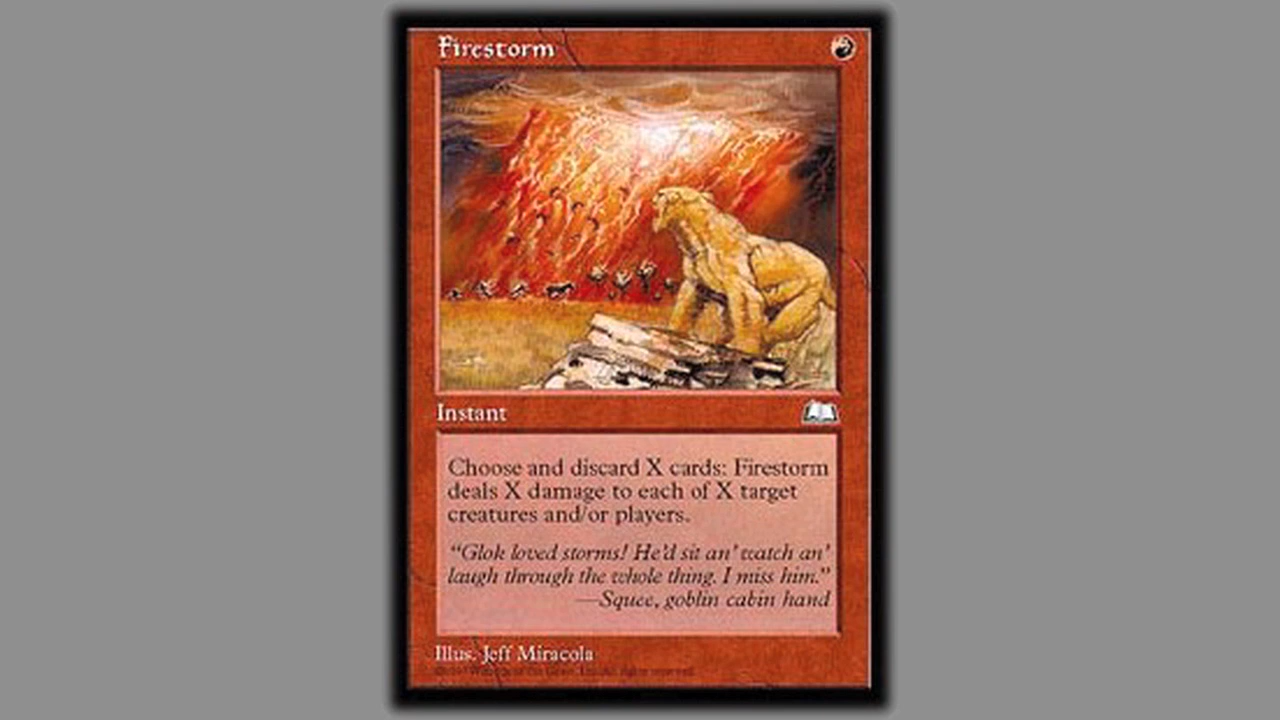 Firestorm
Instant
Choose and discard X cards: Firestorm
deals X damage to each of X target
creatures and/or players.
“Glok loved storms! He’d sit an’ watch an’
laugh through the whole thing. I miss him.”
—Squee, goblin cabin hand
Illus. Jeff Miracola